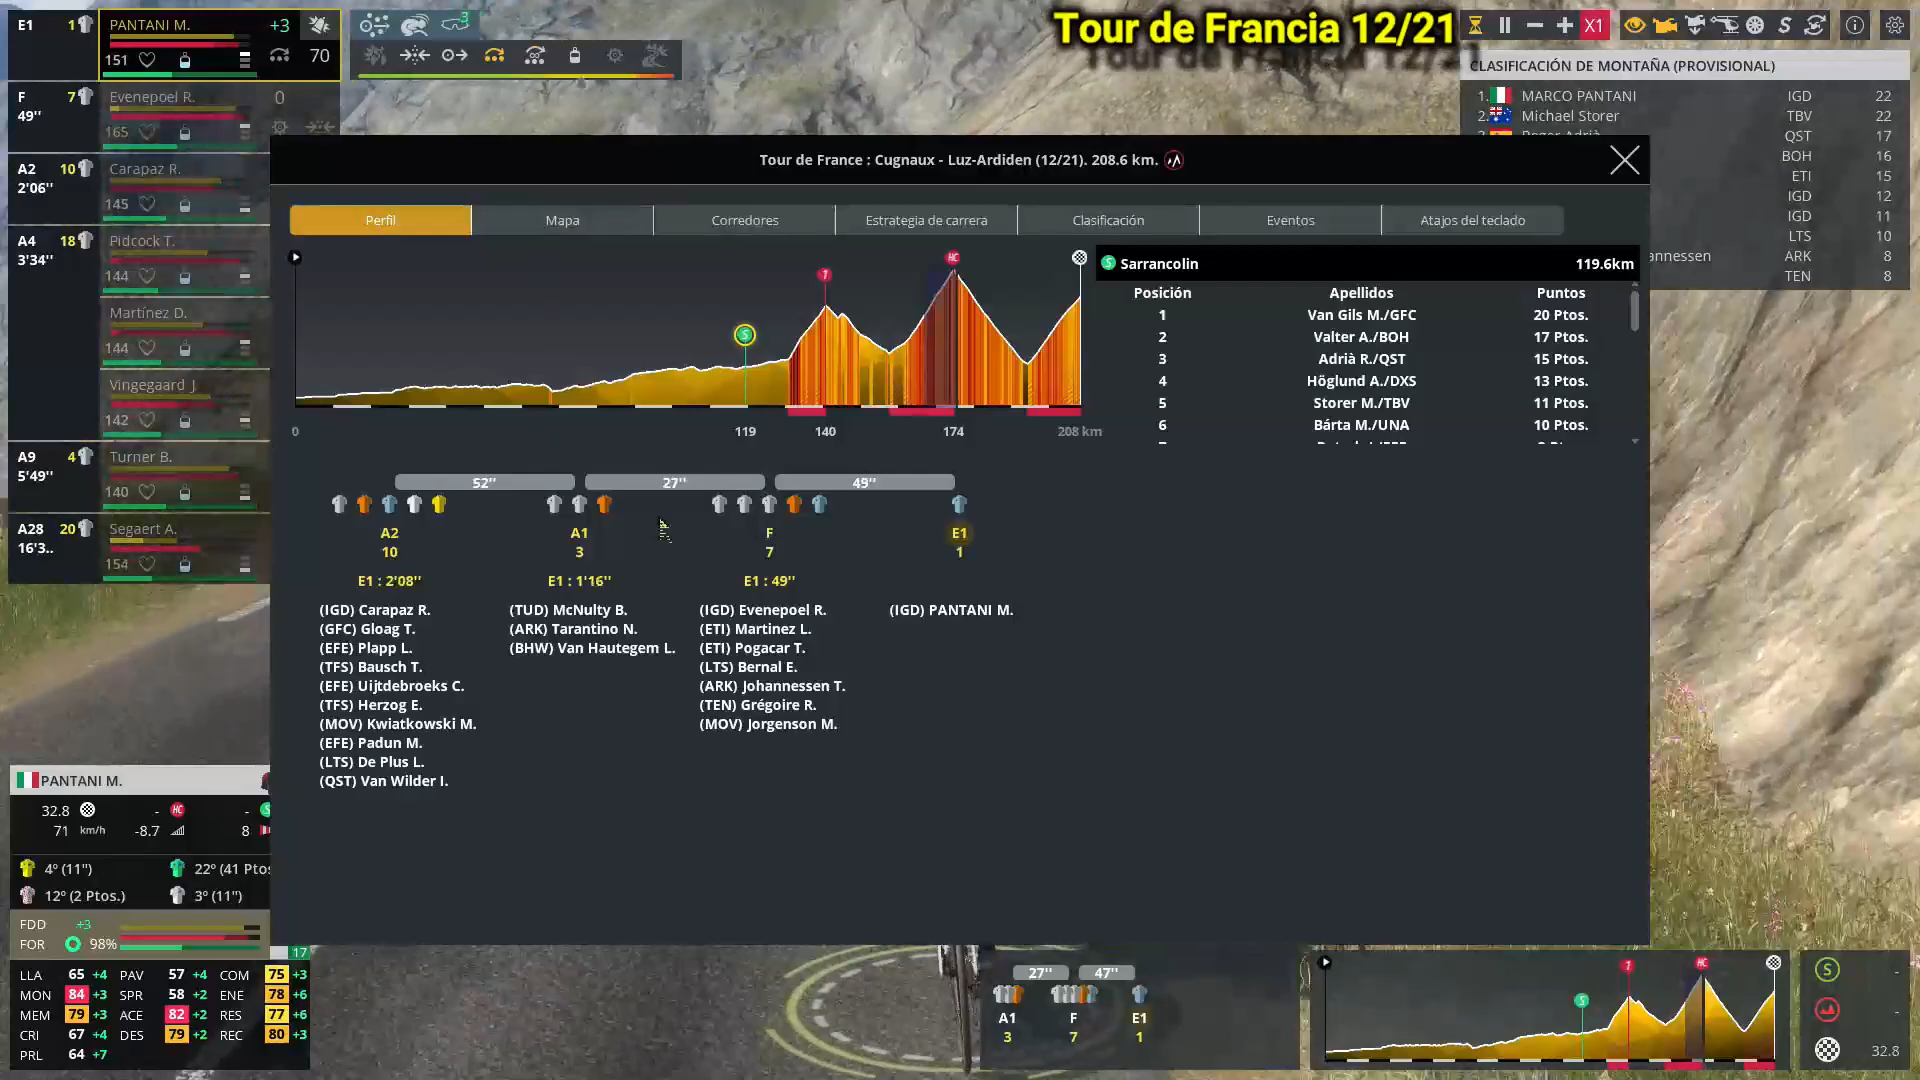 Tour de Francia 12/21
E1 1 PANTANI M. +3
151 70
F 7 Evenepoel R. 0
49''
165
A2 10 Carapaz R.
2'06''
145
A4 18 Pidcock T.
3'34''
144
Martínez D.
144
Vingegaard J.
142
A9 4 Turner B.
5'49''
140
A28 20 Segaert A.
16'3..
154
3
X1
CLASIFICACIÓN DE MONTAÑA (PROVISIONAL)
1. MARCO PANTANI IGD 22
2. Michael Storer TBV 22
QST 17
BOH 16
ETI 15
IGD 12
IGD 11
LTS 10
annessen ARK 8
TEN 8
Tour de France : Cugnaux - Luz-Ardiden (12/21). 208.6 km.
Perfil Mapa Corredores Estrategia de carrera Clasificación Eventos Atajos del teclado
S Sarrancolin 119.6km
Posición Apellidos Puntos
1 Van Gils M./GFC 20 Ptos.
2 Valter A./BOH 17 Ptos.
3 Adrià R./QST 15 Ptos.
4 Höglund A./DXS 13 Ptos.
5 Storer M./TBV 11 Ptos.
6 Bárta M./UNA 10 Ptos.
1 HC
S
0 119 140 174 208 km
52'' 27'' 49''
A2 A1 F E1
10 3 7 1
E1 : 2'08'' E1 : 1'16'' E1 : 49''
(IGD) Carapaz R. (TUD) McNulty B. (IGD) Evenepoel R. (IGD) PANTANI M.
(GFC) Gloag T. (ARK) Tarantino N. (ETI) Martinez L.
(EFE) Plapp L. (BHW) Van Hautegem L. (ETI) Pogacar T.
(TFS) Bausch T. (LTS) Bernal E.
(EFE) Uijtdebroeks C. (ARK) Johannessen T.
(TFS) Herzog E. (TEN) Grégoire R.
(MOV) Kwiatkowski M. (MOV) Jorgenson M.
(EFE) Padun M.
(LTS) De Plus L.
(QST) Van Wilder I.
PANTANI M.
32.8 - HC - S
71 km/h -8.7 8
4º (11'') 22º (41 Ptos
12º (2 Ptos.) 3º (11'')
FDD +3
FOR 98%
17
LLA 65 +4 PAV 57 +4 COM 75 +3
MON 84 +3 SPR 58 +2 ENE 78 +6
MEM 79 +3 ACE 82 +2 RES 77 +6
CRI 67 +4 DES 79 +2 REC 80 +3
PRL 64 +7
27'' 47''
A1 F E1
3 7 1
1 HC
S
S -
-
32.8